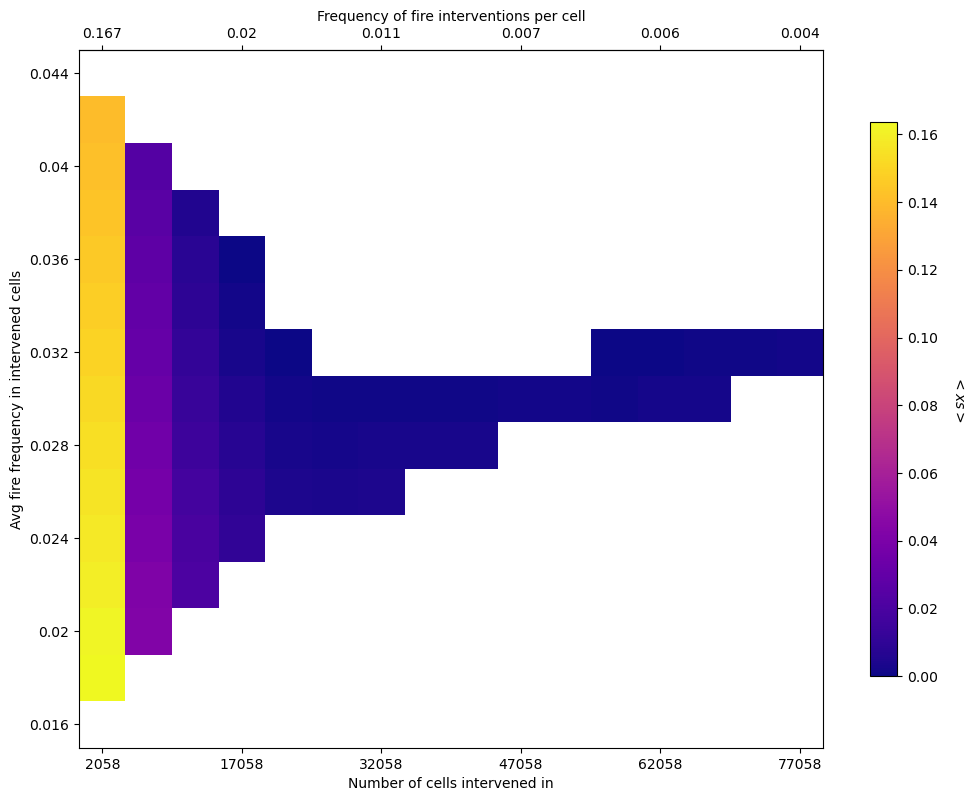 Frequency of fire interventions per cell
0.167 0.02 0.011 0.007 0.006 0.004
0.044
0.04
0.036
0.032
0.028
0.024
0.02
0.016
Avg fire frequency in intervened cells
2058 17058 32058 47058 62058 77058
Number of cells intervened in
0.16
0.14
0.12
0.10
0.08
0.06
0.04
0.02
0.00
< sx >